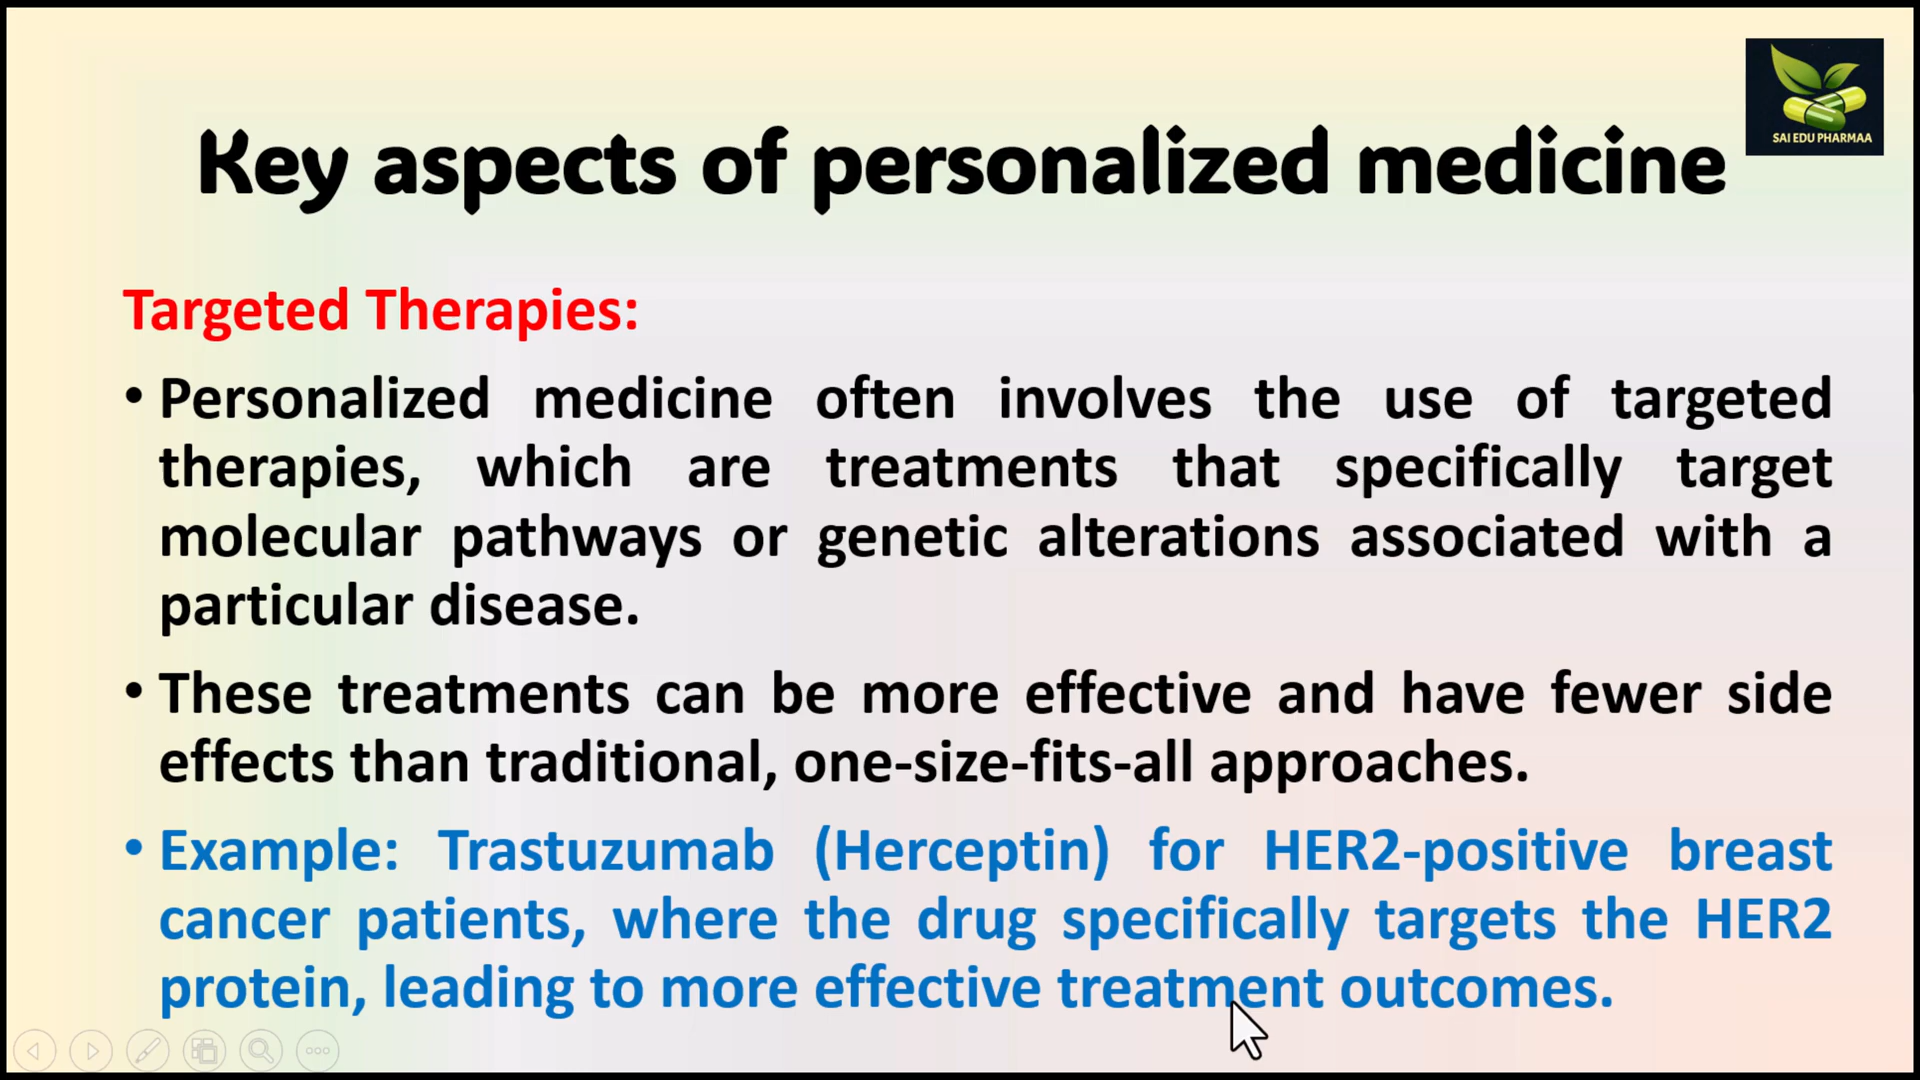 SAI EDU PHARMAA
Key aspects of personalized medicine
Targeted Therapies:
• Personalized medicine often involves the use of targeted
therapies, which are treatments that specifically target
molecular pathways or genetic alterations associated with a
particular disease.
• These treatments can be more effective and have fewer side
effects than traditional, one-size-fits-all approaches.
• Example: Trastuzumab (Herceptin) for HER2-positive breast
cancer patients, where the drug specifically targets the HER2
protein, leading to more effective treatment outcomes.